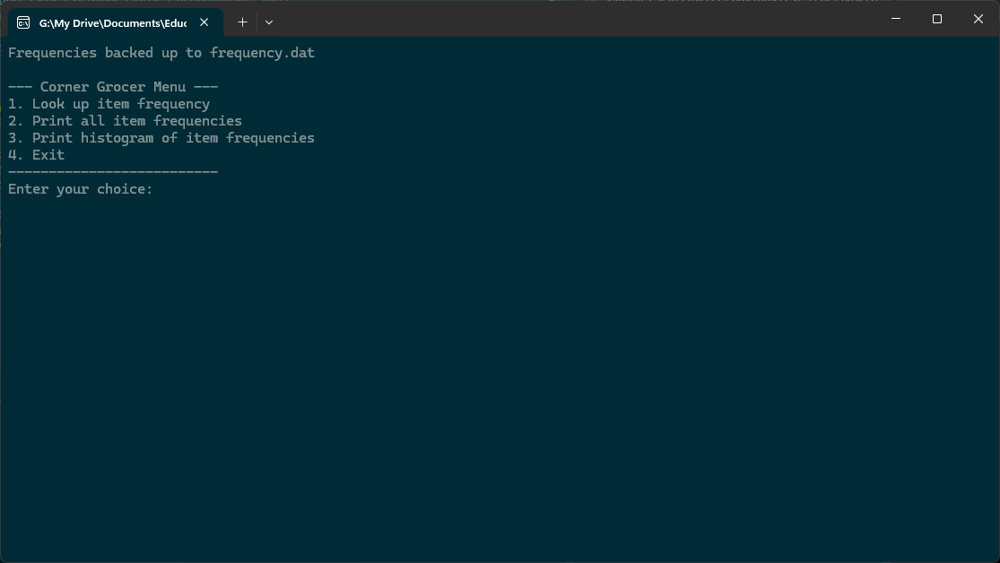 G:\My Drive\Documents\Educ
Frequencies backed up to frequency.dat
--- Corner Grocer Menu ---
1. Look up item frequency
2. Print all item frequencies
3. Print histogram of item frequencies
4. Exit
--------------------------
Enter your choice: